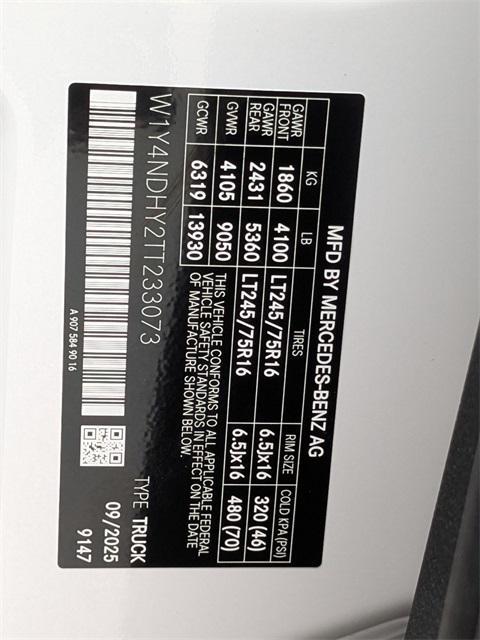 MFD BY MERCEDES-BENZ AG
KG LB TIRES RIM SIZE COLD KPA (PSI)
GAWR FRONT 1860 4100 LT245/75R16 6.5Jx16 320 (46)
GAWR REAR 2431 5360 LT245/75R16 6.5Jx16 480 (70)
GVWR 4105 9050 THIS VEHICLE CONFORMS TO ALL APPLICABLE FEDERAL
VEHICLE SAFETY STANDARDS IN EFFECT ON THE DATE
GCWR 6319 13930 OF MANUFACTURE SHOWN BELOW.
W1Y4NDHY2TT233073 TYPE TRUCK
09/2025
9147
A 907 584 90 16